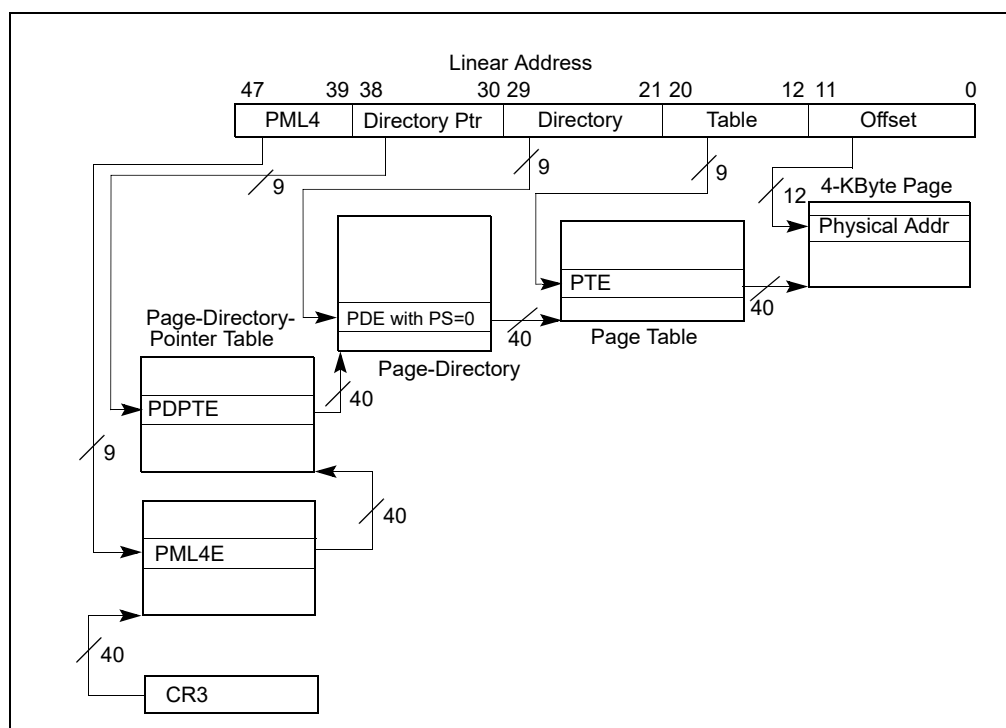 Linear Address
47 39 38 30 29 21 20 12 11 0
PML4 Directory Ptr Directory Table Offset
9 9 9
12 4-KByte Page
Physical Addr
PTE
40
PDE with PS=0
40
Page Table
Page-Directory-
Pointer Table
Page-Directory
40
PDPTE
9
40
PML4E
40
CR3